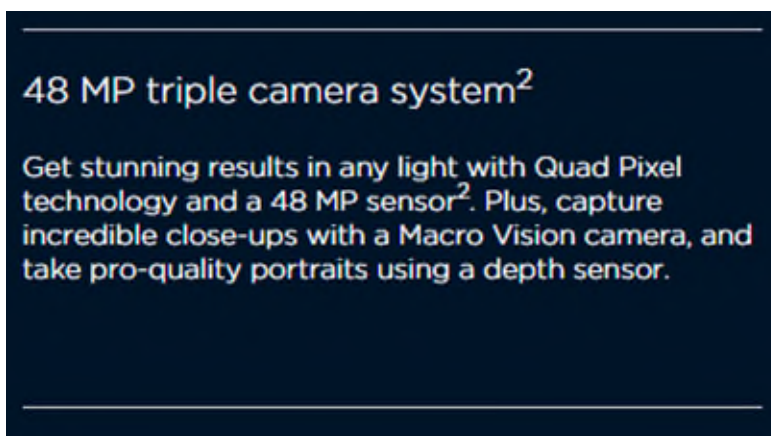 48 MP triple camera system²
Get stunning results in any light with Quad Pixel
technology and a 48 MP sensor². Plus, capture
incredible close-ups with a Macro Vision camera, and
take pro-quality portraits using a depth sensor.